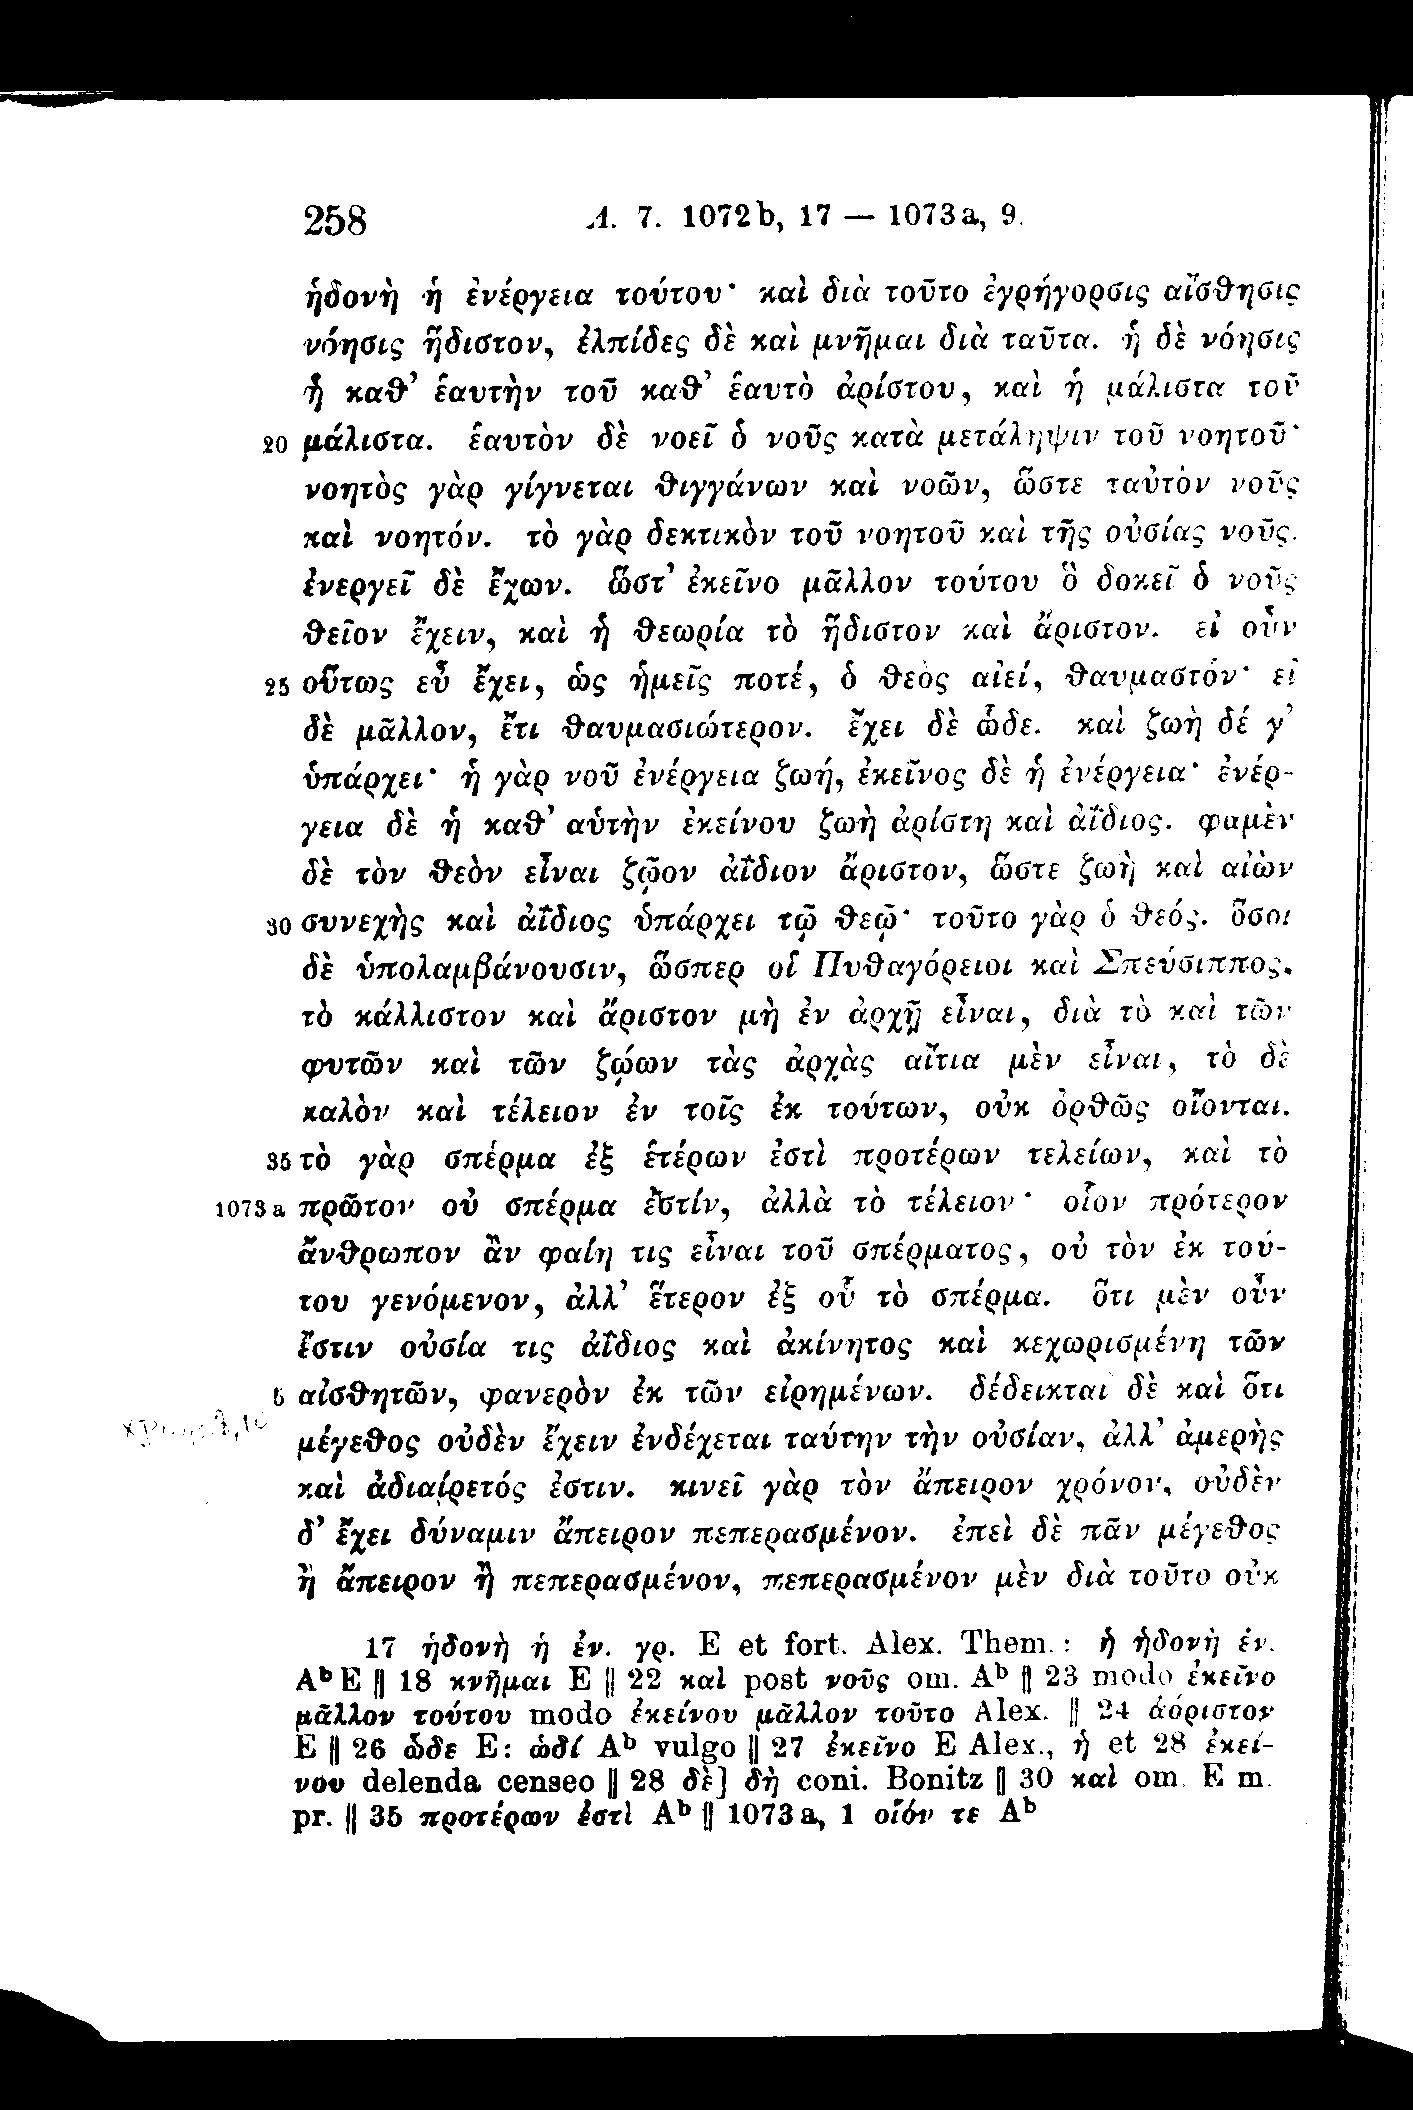 258
Λ. 7. 1072b, 17 — 1073a, 9.
ἡδονὴ ἡ ἐνέργεια τούτου· καὶ διὰ τοῦτο ἐγρήγορσις αἴσθησις
νόησις ἥδιστον, ἐλπίδες δὲ καὶ μνῆμαι διὰ ταῦτα. ἡ δὲ νόησις
ἡ καθ’ ἑαυτὴν τοῦ καθ’ ἑαυτὸ ἀρίστου, καὶ ἡ μάλιστα τοῦ
20 μάλιστα. ἑαυτὸν δὲ νοεῖ ὁ νοῦς κατὰ μετάληψιν τοῦ νοητοῦ·
νοητὸς γὰρ γίγνεται θιγγάνων καὶ νοῶν, ὥστε ταὐτὸν νοῦς
καὶ νοητόν. τὸ γὰρ δεκτικὸν τοῦ νοητοῦ καὶ τῆς οὐσίας νοῦς.
ἐνεργεῖ δὲ ἔχων. ὥστ’ ἐκεῖνο μᾶλλον τούτου ὃ δοκεῖ ὁ νοῦς
θεῖον ἔχειν, καὶ ἡ θεωρία τὸ ἥδιστον καὶ ἄριστον. εἰ οὖν
25 οὕτως εὖ ἔχει, ὡς ἡμεῖς ποτέ, ὁ θεὸς αἰεί, θαυμαστόν· εἰ
δὲ μᾶλλον, ἔτι θαυμασιώτερον. ἔχει δὲ ὧδε. καὶ ζωὴ δέ γ’
ὑπάρχει· ἡ γὰρ νοῦ ἐνέργεια ζωή, ἐκεῖνος δὲ ἡ ἐνέργεια· ἐνέρ-
γεια δὲ ἡ καθ’ αὑτὴν ἐκείνου ζωὴ ἀρίστη καὶ ἀΐδιος. φαμὲν
δὲ τὸν θεὸν εἶναι ζῷον ἀΐδιον ἄριστον, ὥστε ζωὴ καὶ αἰὼν
30 συνεχὴς καὶ ἀΐδιος ὑπάρχει τῷ θεῷ· τοῦτο γὰρ ὁ θεός. ὅσοι
δὲ ὑπολαμβάνουσιν, ὥσπερ οἱ Πυθαγόρειοι καὶ Σπεύσιππος,
τὸ κάλλιστον καὶ ἄριστον μὴ ἐν ἀρχῇ εἶναι, διὰ τὸ καὶ τῶν
φυτῶν καὶ τῶν ζῴων τὰς ἀρχὰς αἴτια μὲν εἶναι, τὸ δὲ
καλὸν καὶ τέλειον ἐν τοῖς ἐκ τούτων, οὐκ ὀρθῶς οἴονται.
35 τὸ γὰρ σπέρμα ἐξ ἑτέρων ἐστὶ προτέρων τελείων, καὶ τὸ
1073a πρῶτον οὐ σπέρμα ἐστίν, ἀλλὰ τὸ τέλειον· οἷον πρότερον
ἄνθρωπον ἂν φαίη τις εἶναι τοῦ σπέρματος, οὐ τὸν ἐκ τού-
του γενόμενον, ἀλλ’ ἕτερον ἐξ οὗ τὸ σπέρμα. ὅτι μὲν οὖν
ἔστιν οὐσία τις ἀΐδιος καὶ ἀκίνητος καὶ κεχωρισμένη τῶν
5 αἰσθητῶν, φανερὸν ἐκ τῶν εἰρημένων. δέδεικται δὲ καὶ ὅτι
μέγεθος οὐδὲν ἔχειν ἐνδέχεται ταύτην τὴν οὐσίαν, ἀλλ’ ἀμερὴς
καὶ ἀδιαίρετός ἐστιν. κινεῖ γὰρ τὸν ἄπειρον χρόνον, οὐδὲν
δ’ ἔχει δύναμιν ἄπειρον πεπερασμένον. ἐπεὶ δὲ πᾶν μέγεθος
ἢ ἄπειρον ἢ πεπερασμένον, πεπερασμένον μὲν διὰ τοῦτο οὐκ
17 ἡδονὴ ἡ ἐν. γρ. E et fort. Alex. Them.: ἡ ἡδονὴ ἐν.
Aᵇ E ‖ 18 κνῆμαι E ‖ 22 καὶ post νοῦς om. Aᵇ ‖ 23 modo ἐκεῖνο
μᾶλλον τούτου modo ἐκείνου μᾶλλον τοῦτο Alex. ‖ 24 ἀόριστον
E ‖ 26 ὧδε E: ὡδί Aᵇ vulgo ‖ 27 ἐκεῖνο E Alex., ἡ et 28 ἐκεί-
νου delenda censeo ‖ 28 δὲ] δὴ coni. Bonitz ‖ 30 καὶ om. E m.
pr. ‖ 35 προτέρων ἐστὶ Aᵇ ‖ 1073a, 1 οἷόν τε Aᵇ